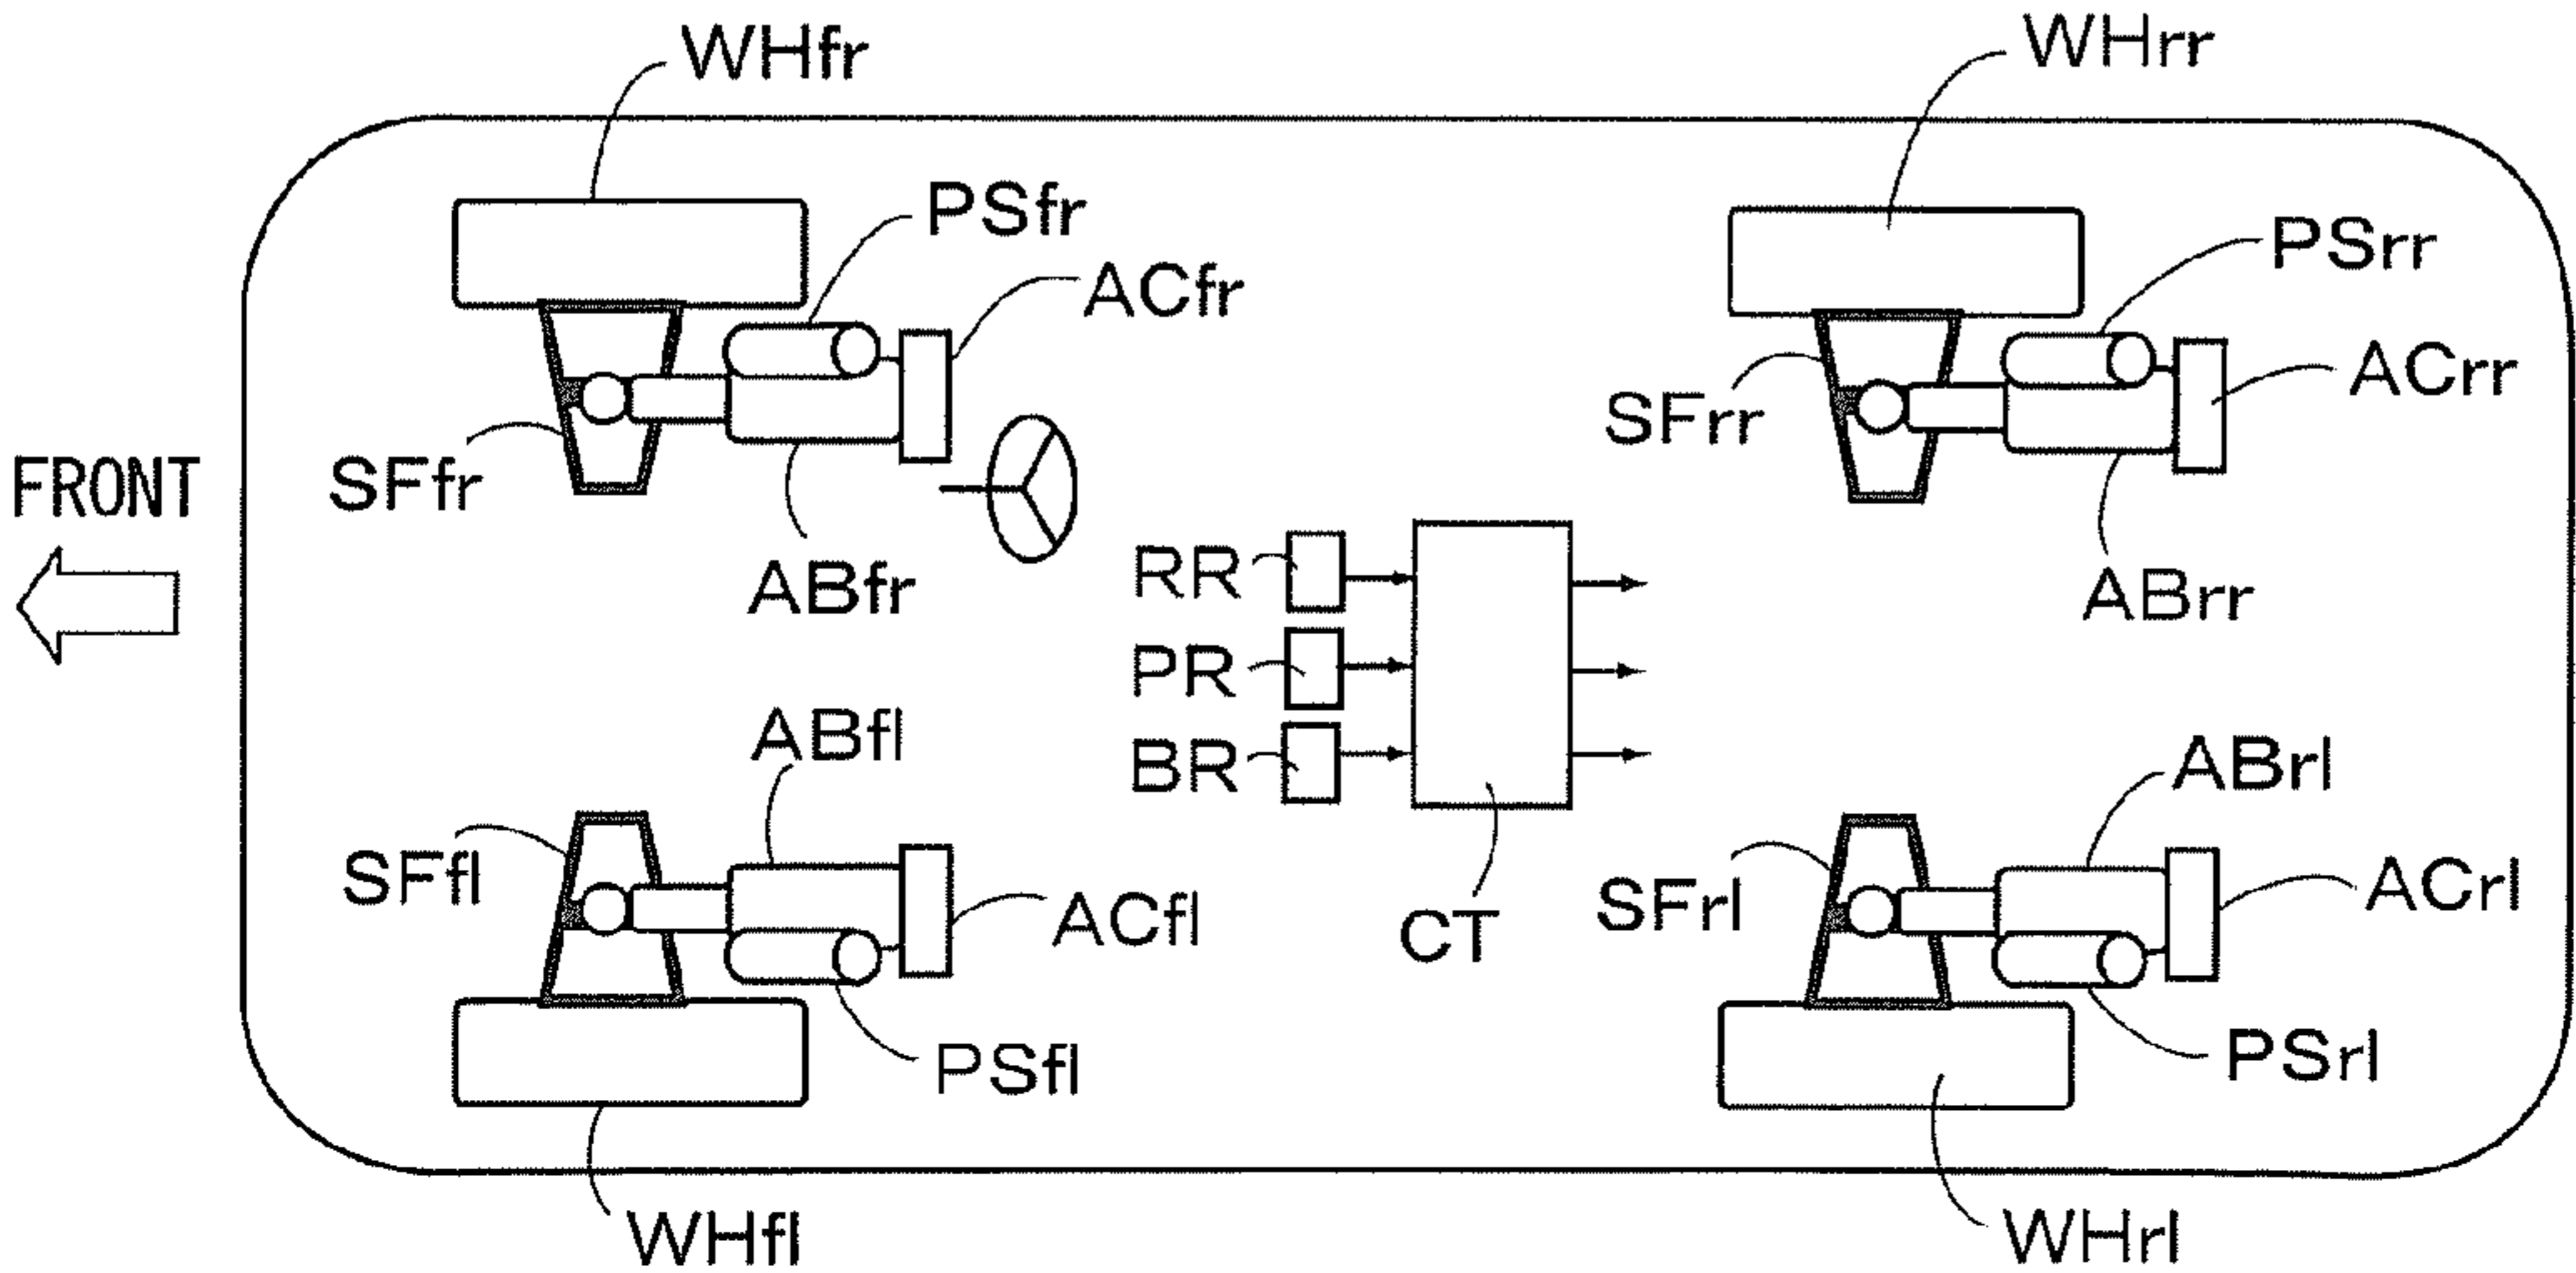 WHfr
WHrr
PSfr
PSrr
ACfr
ACrr
SFfr
SFrr
FRONT
ABfr
ABrr
RR
PR
BR
ABfl
ABrl
SFfl
SFrl
ACfl
ACrl
CT
PSfl
PSrl
WHfl
WHrl